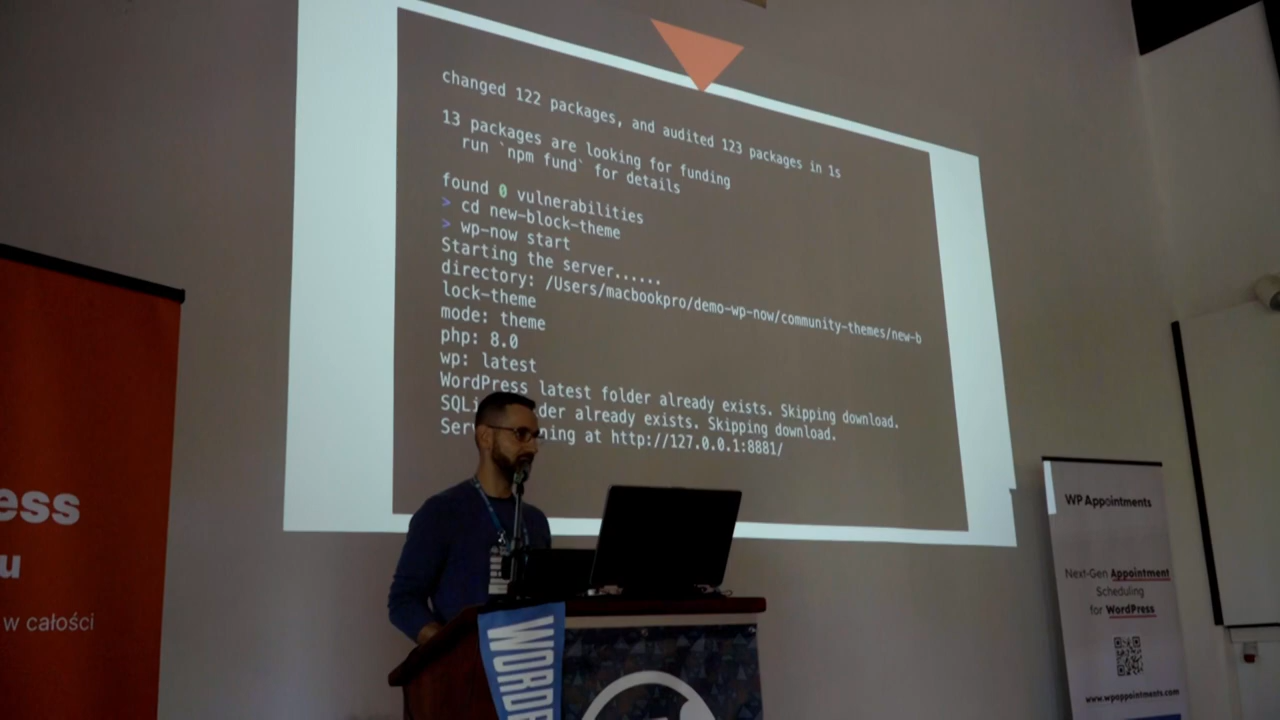 changed 122 packages, and audited 123 packages in 1s
13 packages are looking for funding
run `npm fund` for details
found 0 vulnerabilities
> cd new-block-theme
> wp-now start
Starting the server......
directory: /Users/macbookpro/demo-wp-now/community-themes/new-b
lock-theme
mode: theme
php: 8.0
wp: latest
WordPress latest folder already exists. Skipping download.
SQLi der already exists. Skipping download.
Ser ning at http://127.0.0.1:8881/
ess
u
w całości
WORDP
WP Appointments
Next-Gen Appointment
Scheduling
for WordPress
www.wpappointments.com